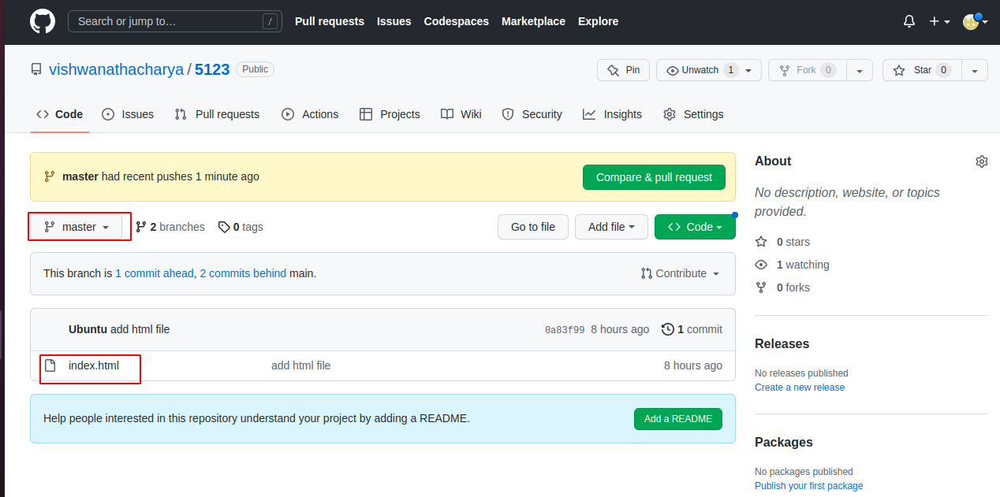 Search or jump to… / Pull requests Issues Codespaces Marketplace Explore
vishwanathacharya / 5123 Public Pin Unwatch 1 Fork 0 Star 0
Code Issues Pull requests Actions Projects Wiki Security Insights Settings
master had recent pushes 1 minute ago Compare & pull request
master 2 branches 0 tags Go to file Add file Code
This branch is 1 commit ahead, 2 commits behind main. Contribute
Ubuntu add html file 0a83f99 8 hours ago 1 commit
index.html add html file 8 hours ago
Help people interested in this repository understand your project by adding a README. Add a README
About
No description, website, or topics
provided.
0 stars
1 watching
0 forks
Releases
No releases published
Create a new release
Packages
No packages published
Publish your first package